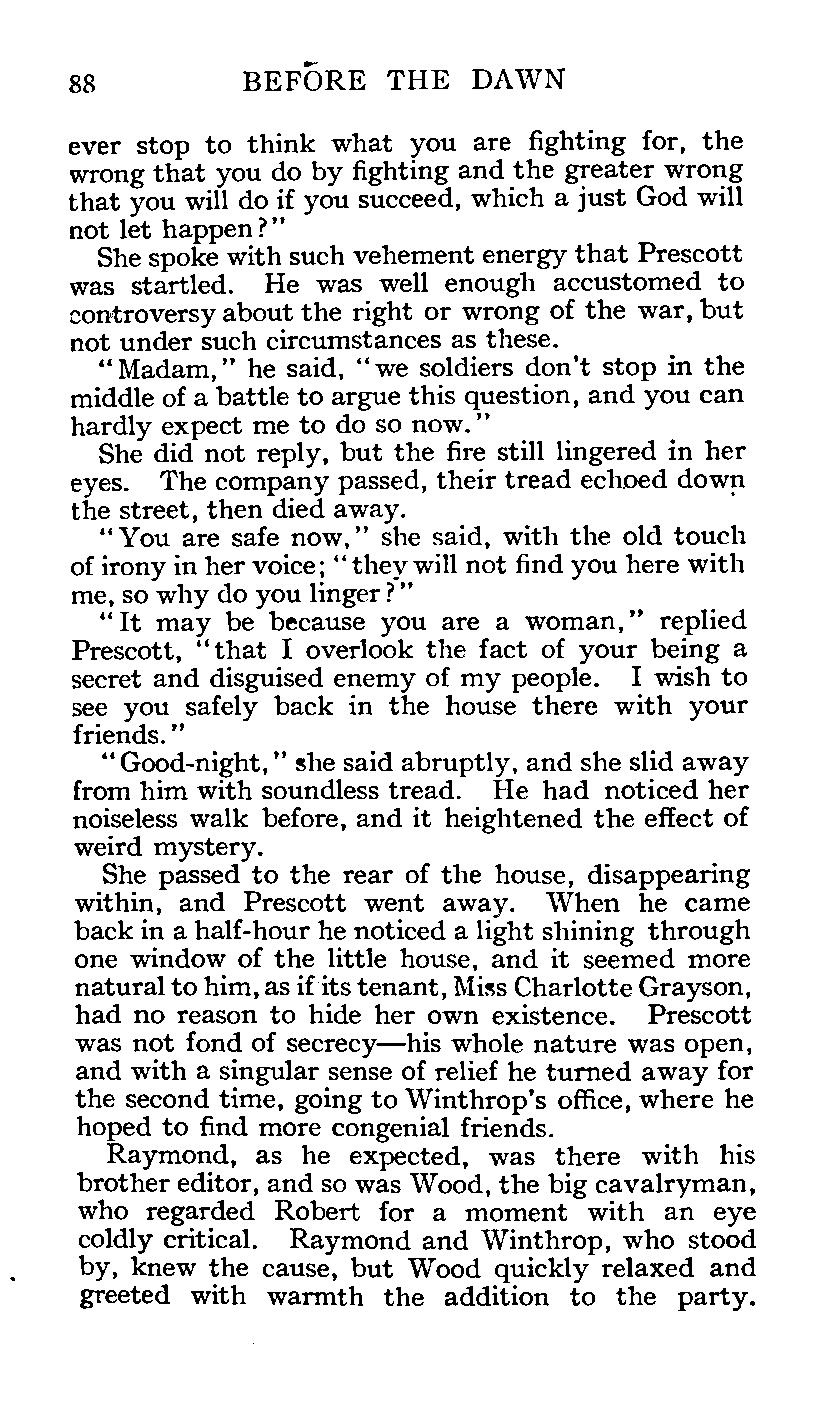 88 BEFORE THE DAWN
ever stop to think what you are fighting for, the
wrong that you do by fighting and the greater wrong
that you will do if you succeed, which a just God will
not let happen?"
She spoke with such vehement energy that Prescott
was startled. He was well enough accustomed to
controversy about the right or wrong of the war, but
not under such circumstances as these.
"Madam," he said, "we soldiers don't stop in the
middle of a battle to argue this question, and you can
hardly expect me to do so now."
She did not reply, but the fire still lingered in her
eyes. The company passed, their tread echoed down
the street, then died away.
"You are safe now," she said, with the old touch
of irony in her voice; "they will not find you here with
me, so why do you linger?"
"It may be because you are a woman," replied
Prescott, "that I overlook the fact of your being a
secret and disguised enemy of my people. I wish to
see you safely back in the house there with your
friends."
"Good-night," she said abruptly, and she slid away
from him with soundless tread. He had noticed her
noiseless walk before, and it heightened the effect of
weird mystery.
She passed to the rear of the house, disappearing
within, and Prescott went away. When he came
back in a half-hour he noticed a light shining through
one window of the little house, and it seemed more
natural to him, as if its tenant, Miss Charlotte Grayson,
had no reason to hide her own existence. Prescott
was not fond of secrecy—his whole nature was open,
and with a singular sense of relief he turned away for
the second time, going to Winthrop's office, where he
hoped to find more congenial friends.
Raymond, as he expected, was there with his
brother editor, and so was Wood, the big cavalryman,
who regarded Robert for a moment with an eye
coldly critical. Raymond and Winthrop, who stood
by, knew the cause, but Wood quickly relaxed and
greeted with warmth the addition to the party.